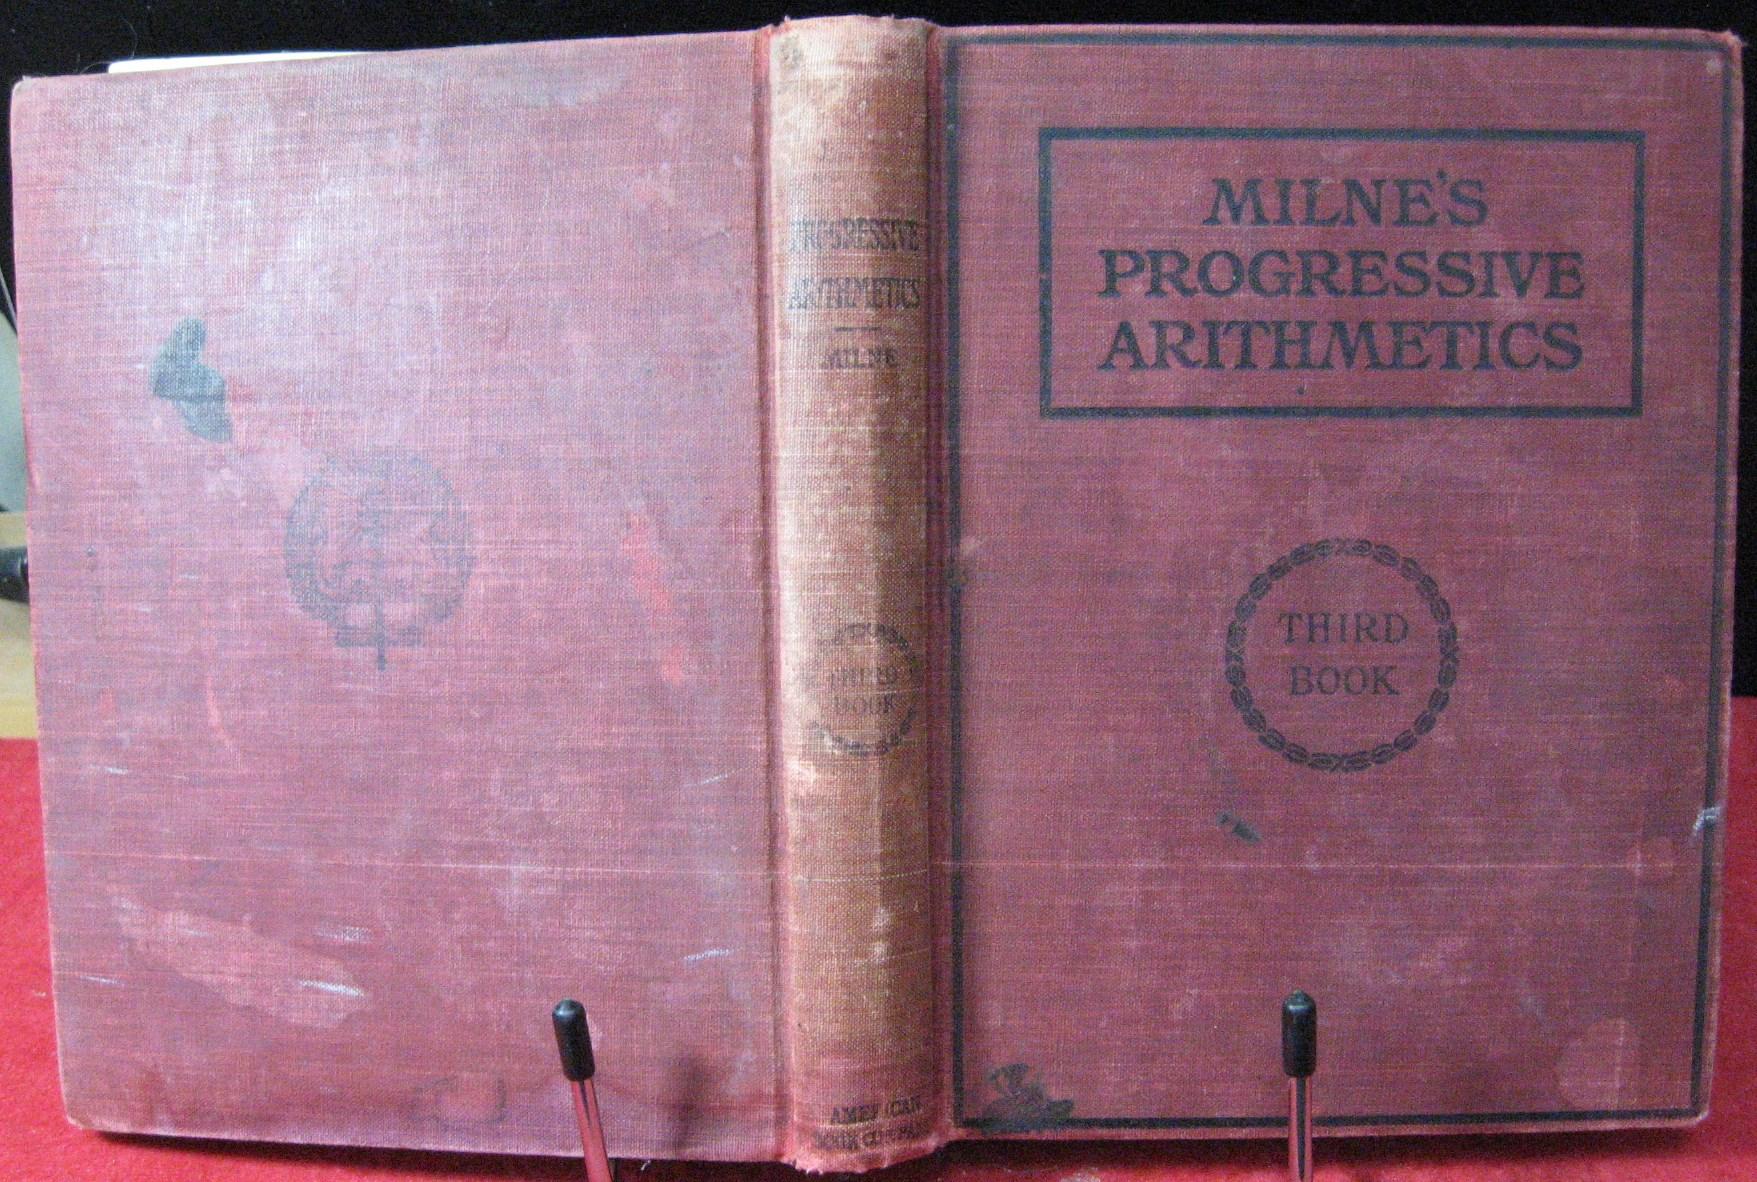 PROGRESSIVE
ARITHMETICS
MILNE
THIRD
BOOK
AMERICAN
BOOK COMPANY
MILNE'S
PROGRESSIVE
ARITHMETICS
THIRD
BOOK